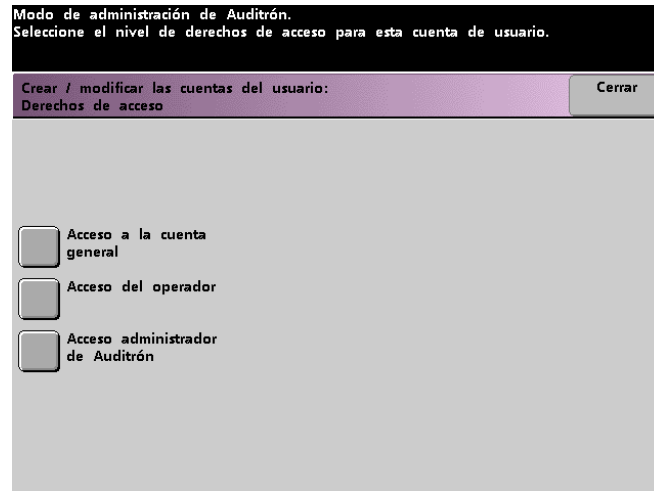 Modo de administración de Auditrón.
Seleccione el nivel de derechos de acceso para esta cuenta de usuario.
Crear / modificar las cuentas del usuario:
Derechos de acceso
Cerrar
Acceso a la cuenta
general
Acceso del operador
Acceso administrador
de Auditrón